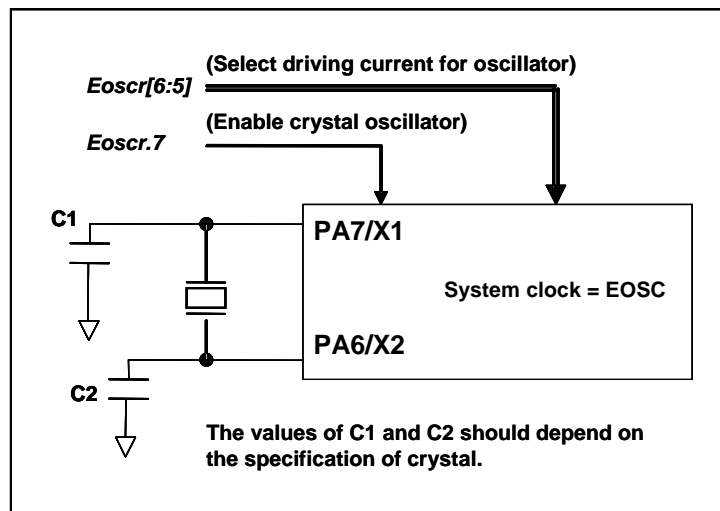 (Select driving current for oscillator)
Eoscr[6:5]
(Enable crystal oscillator)
Eoscr.7
C1
PA7/X1
System clock = EOSC
PA6/X2
C2
The values of C1 and C2 should depend on
the specification of crystal.